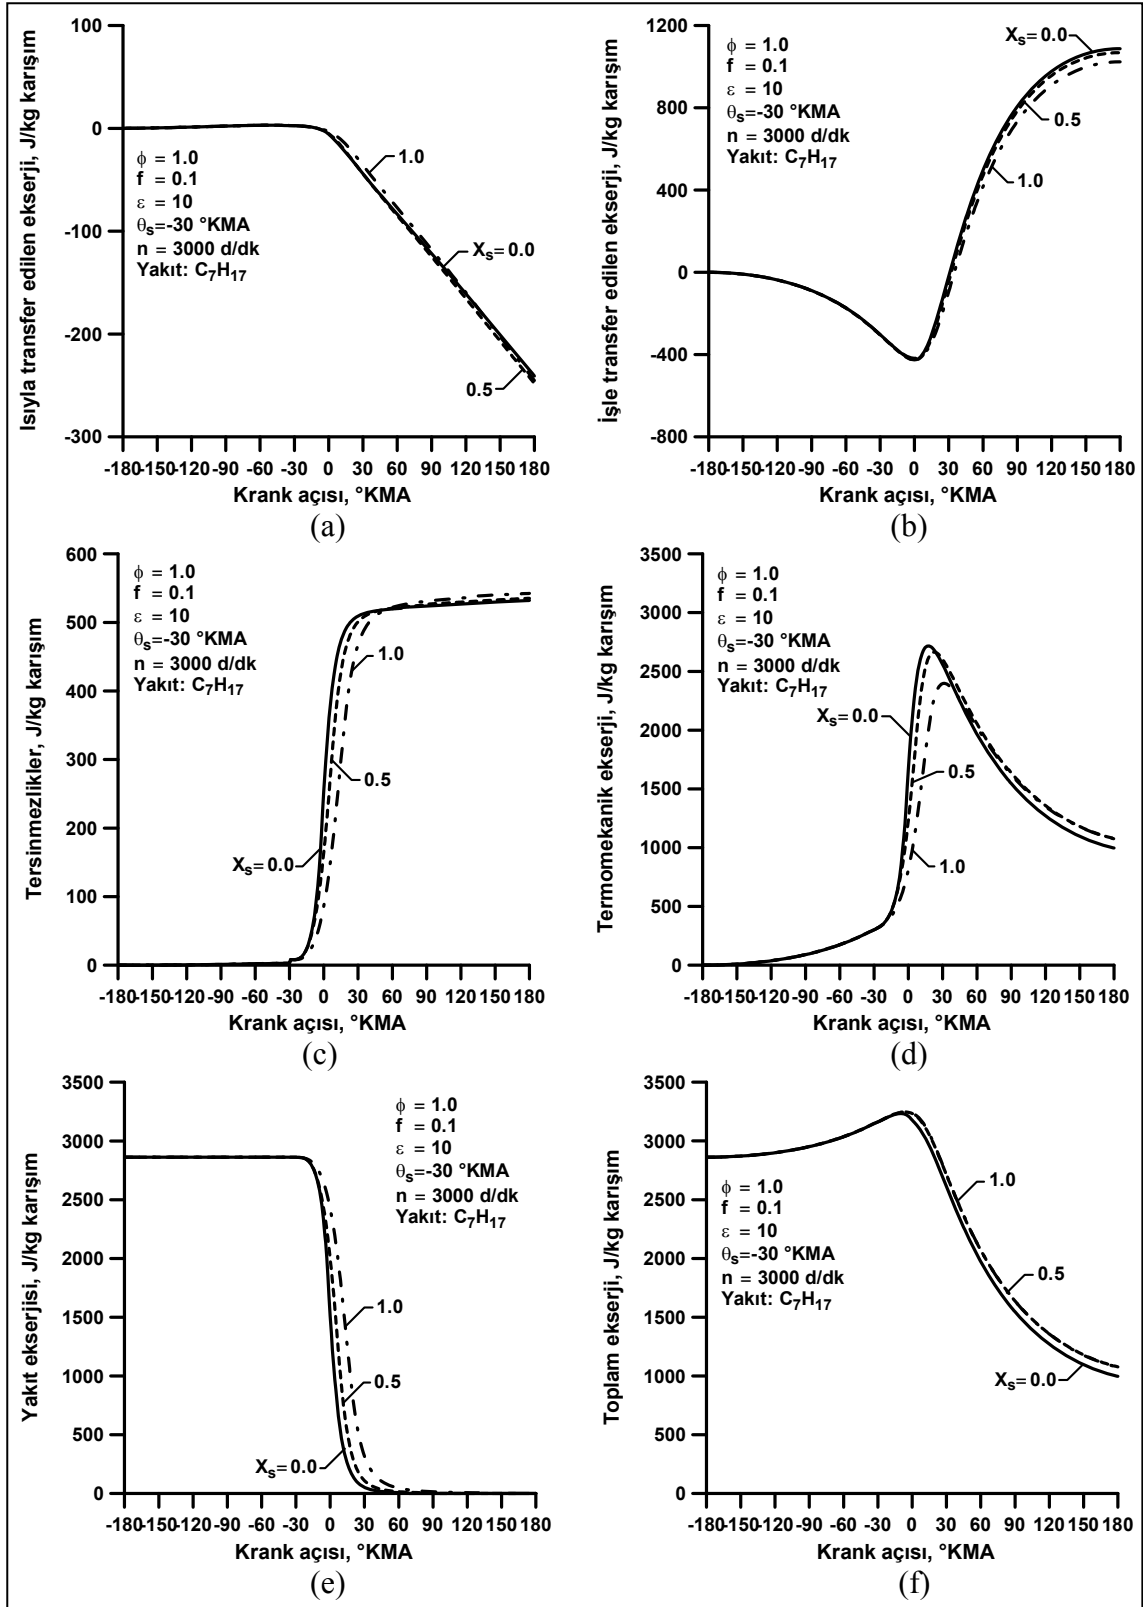 Isıyla transfer edilen ekserji, J/kg karışım
100
0
-100
-200
-300
ϕ = 1.0
f = 0.1
ε = 10
θs=-30 °KMA
n = 3000 d/dk
Yakıt: C7H17
1.0
Xs=0.0
0.5
-180-150-120-90 -60 -30 0 30 60 90 120 150 180
Krank açısı, °KMA
(a)
İşle transfer edilen ekserji, J/kg karışım
1200
800
400
0
-400
-800
ϕ = 1.0
f = 0.1
ε = 10
θs=-30 °KMA
n = 3000 d/dk
Yakıt: C7H17
Xs=0.0
0.5
1.0
-180-150-120-90 -60 -30 0 30 60 90 120 150 180
Krank açısı, °KMA
(b)
Tersinmezlikler, J/kg karışım
600
500
400
300
200
100
0
ϕ = 1.0
f = 0.1
ε = 10
θs=-30 °KMA
n = 3000 d/dk
Yakıt: C7H17
1.0
0.5
Xs=0.0
-180-150-120-90 -60 -30 0 30 60 90 120 150 180
Krank açısı, °KMA
(c)
Termomekanik ekserji, J/kg karışım
3500
3000
2500
2000
1500
1000
500
0
ϕ = 1.0
f = 0.1
ε = 10
θs=-30 °KMA
n = 3000 d/dk
Yakıt: C7H17
Xs=0.0
0.5
1.0
-180-150-120-90 -60 -30 0 30 60 90 120 150 180
Krank açısı, °KMA
(d)
Yakıt ekserjisi, J/kg karışım
3500
3000
2500
2000
1500
1000
500
0
ϕ = 1.0
f = 0.1
ε = 10
θs=-30 °KMA
n = 3000 d/dk
Yakıt: C7H17
1.0
0.5
Xs=0.0
-180-150-120-90 -60 -30 0 30 60 90 120 150 180
Krank açısı, °KMA
(e)
Toplam ekserji, J/kg karışım
3500
3000
2500
2000
1500
1000
500
0
ϕ = 1.0
f = 0.1
ε = 10
θs=-30 °KMA
n = 3000 d/dk
Yakıt: C7H17
1.0
0.5
Xs=0.0
-180-150-120-90 -60 -30 0 30 60 90 120 150 180
Krank açısı, °KMA
(f)